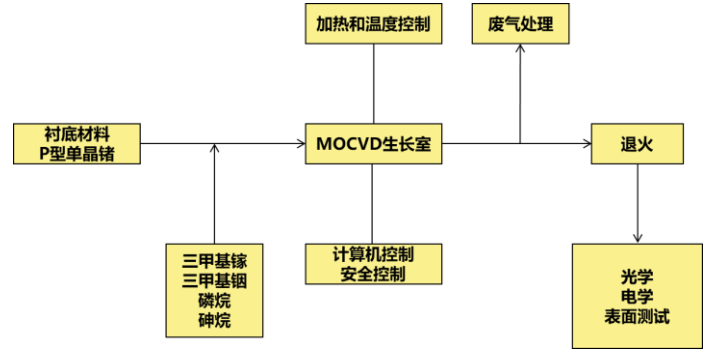 加热和温度控制
废气处理
衬底材料
P型单晶锗
MOCVD生长室
退火
三甲基镓
三甲基铟
磷烷
砷烷
计算机控制
安全控制
光学
电学
表面测试